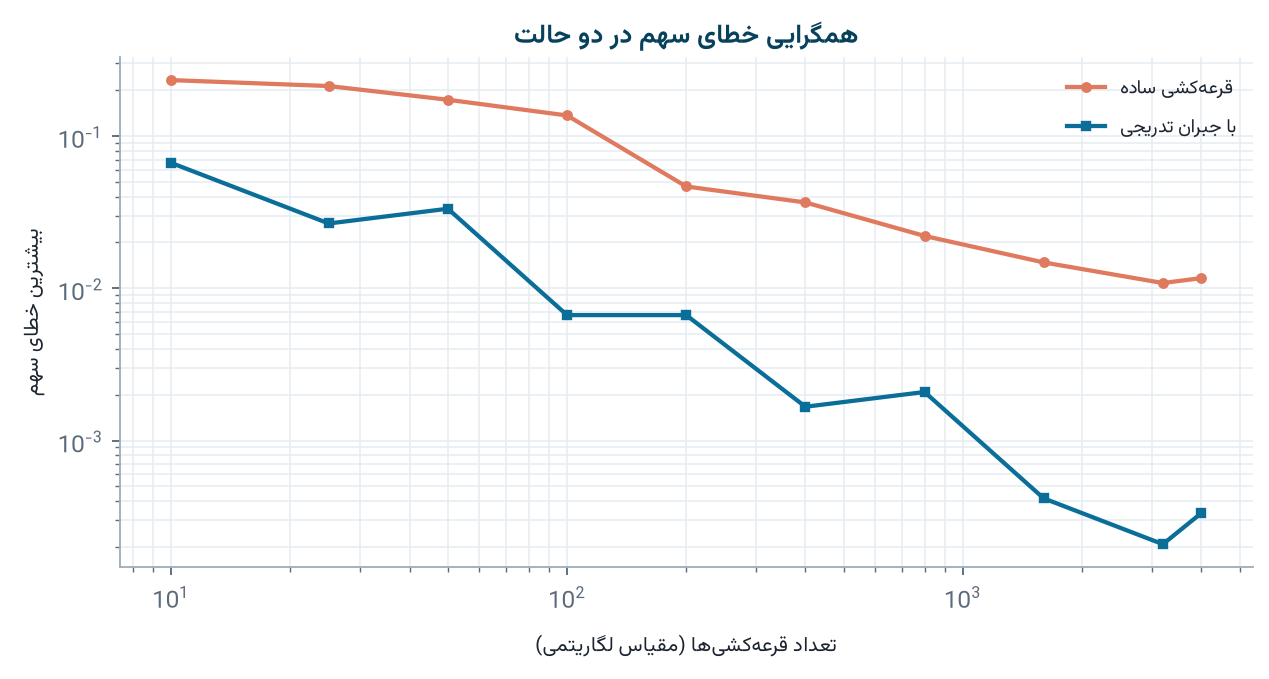 همگرایی خطای سهم در دو حالت
قرعه‌کشی ساده
با جبران تدریجی
بیشترین خطای سهم
10⁻¹
10⁻²
10⁻³
10¹
10²
10³
تعداد قرعه‌کشی‌ها (مقیاس لگاریتمی)